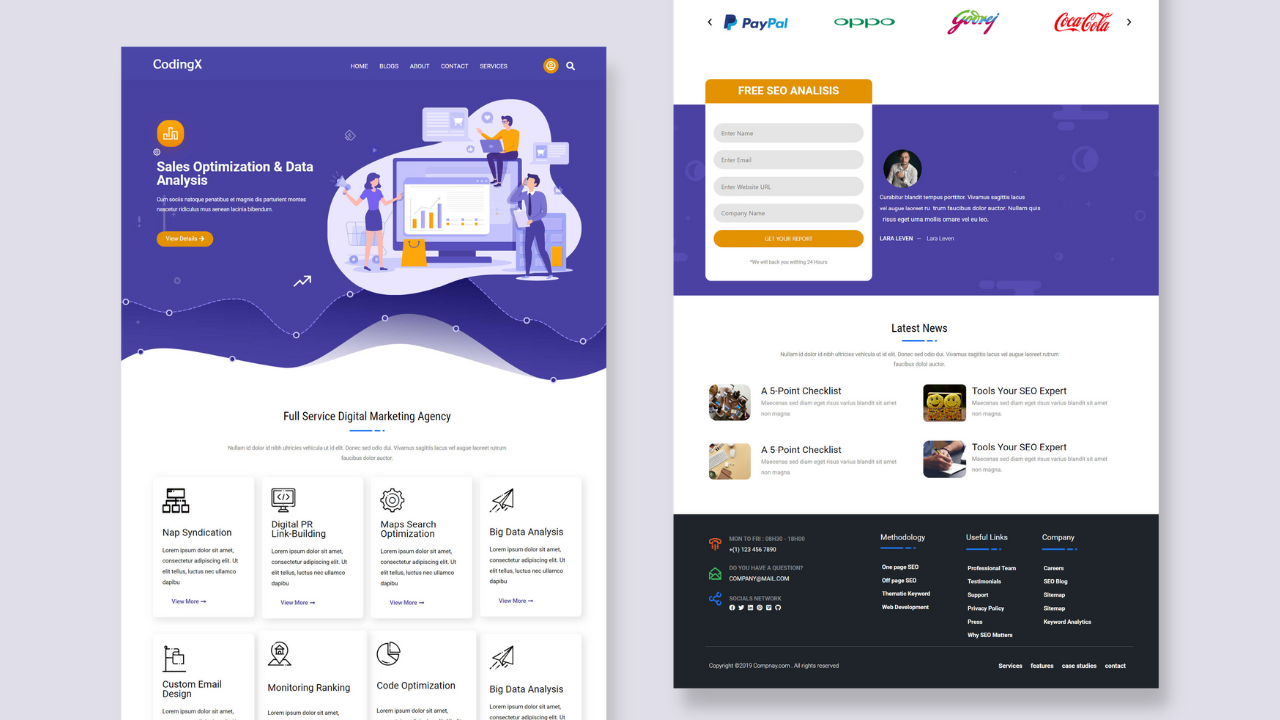 CodingX
HOME BLOGS ABOUT CONTACT SERVICES
Sales Optimization & Data
Analysis
Cum sociis natoque penatibus et magnis dis parturient montes
nascetur ridiculus mus aenean lacinia bibendum.
View Details
Full Service Digital Marketing Agency
Nullam id dolor id nibh ultricies vehicula ut id elit. Donec sed odio dui. Vivamus sagittis lacus vel augue laoreet rutrum
faucibus dolor auctor.
Nap Syndication
Lorem ipsum dolor sit amet,
consectetur adipiscing elit. Ut
elit tellus, luctus nec ullamco
dapibu
View More
Digital PR
Link-Building
Lorem ipsum dolor sit amet,
consectetur adipiscing elit. Ut
elit tellus, luctus nec ullamco
dapibu
View More
Maps Search
Optimization
Lorem ipsum dolor sit amet,
consectetur adipiscing elit. Ut
elit tellus, luctus nec ullamco
dapibu
View More
Big Data Analysis
Lorem ipsum dolor sit amet,
consectetur adipiscing elit. Ut
elit tellus, luctus nec ullamco
dapibu
View More
Custom Email
Design
Lorem ipsum dolor sit amet,
Monitoring Ranking
Lorem ipsum dolor sit amet,
Code Optimization
Lorem ipsum dolor sit amet,
Big Data Analysis
Lorem ipsum dolor sit amet,
consectetur adipiscing elit. Ut
PayPal
oppo
Godrej
Coca-Cola
FREE SEO ANALISIS
Enter Name
Enter Email
Enter Website URL
Company Name
GET YOUR REPORT
*We will back you withing 24 Hours
Curabitur blandit tempus porttitor. Vivamus sagittis lacus
vel augue laoreet ru trum faucibus dolor auctor. Nullam quis
risus eget urna mollis ornare vel eu leo.
LARA LEVEN — Lara Leven
Latest News
Nullam id dolor id nibh ultricies vehicula ut id elit. Donec sed odio dui. Vivamus sagittis lacus vel augue laoreet rutrum
faucibus dolor auctor.
A 5-Point Checklist
Maecenas sed diam eget risus varius blandit sit amet
non magna
Tools Your SEO Expert
Maecenas sed diam eget risus varius blandit sit amet
non magna.
A 5-Point Checklist
Maecenas sed diam eget risus varius blandit sit amet
non magna
Tools Your SEO Expert
Maecenas sed diam eget risus varius blandit sit amet
non magna.
MON TO FRI : 08H30 - 18H00
+(1) 123 456 7890
DO YOU HAVE A QUESTION?
COMPANY@MAIL.COM
SOCIALS NETWORK
Methodology
One page SEO
Off page SEO
Thematic Keyword
Web Development
Useful Links
Professional Team
Testimonials
Support
Privacy Policy
Press
Why SEO Matters
Company
Careers
SEO Blog
Sitemap
Sitemap
Keyword Analytics
Copyright ©2019 Compnay.com . All rights reserved
Services features case studies contact